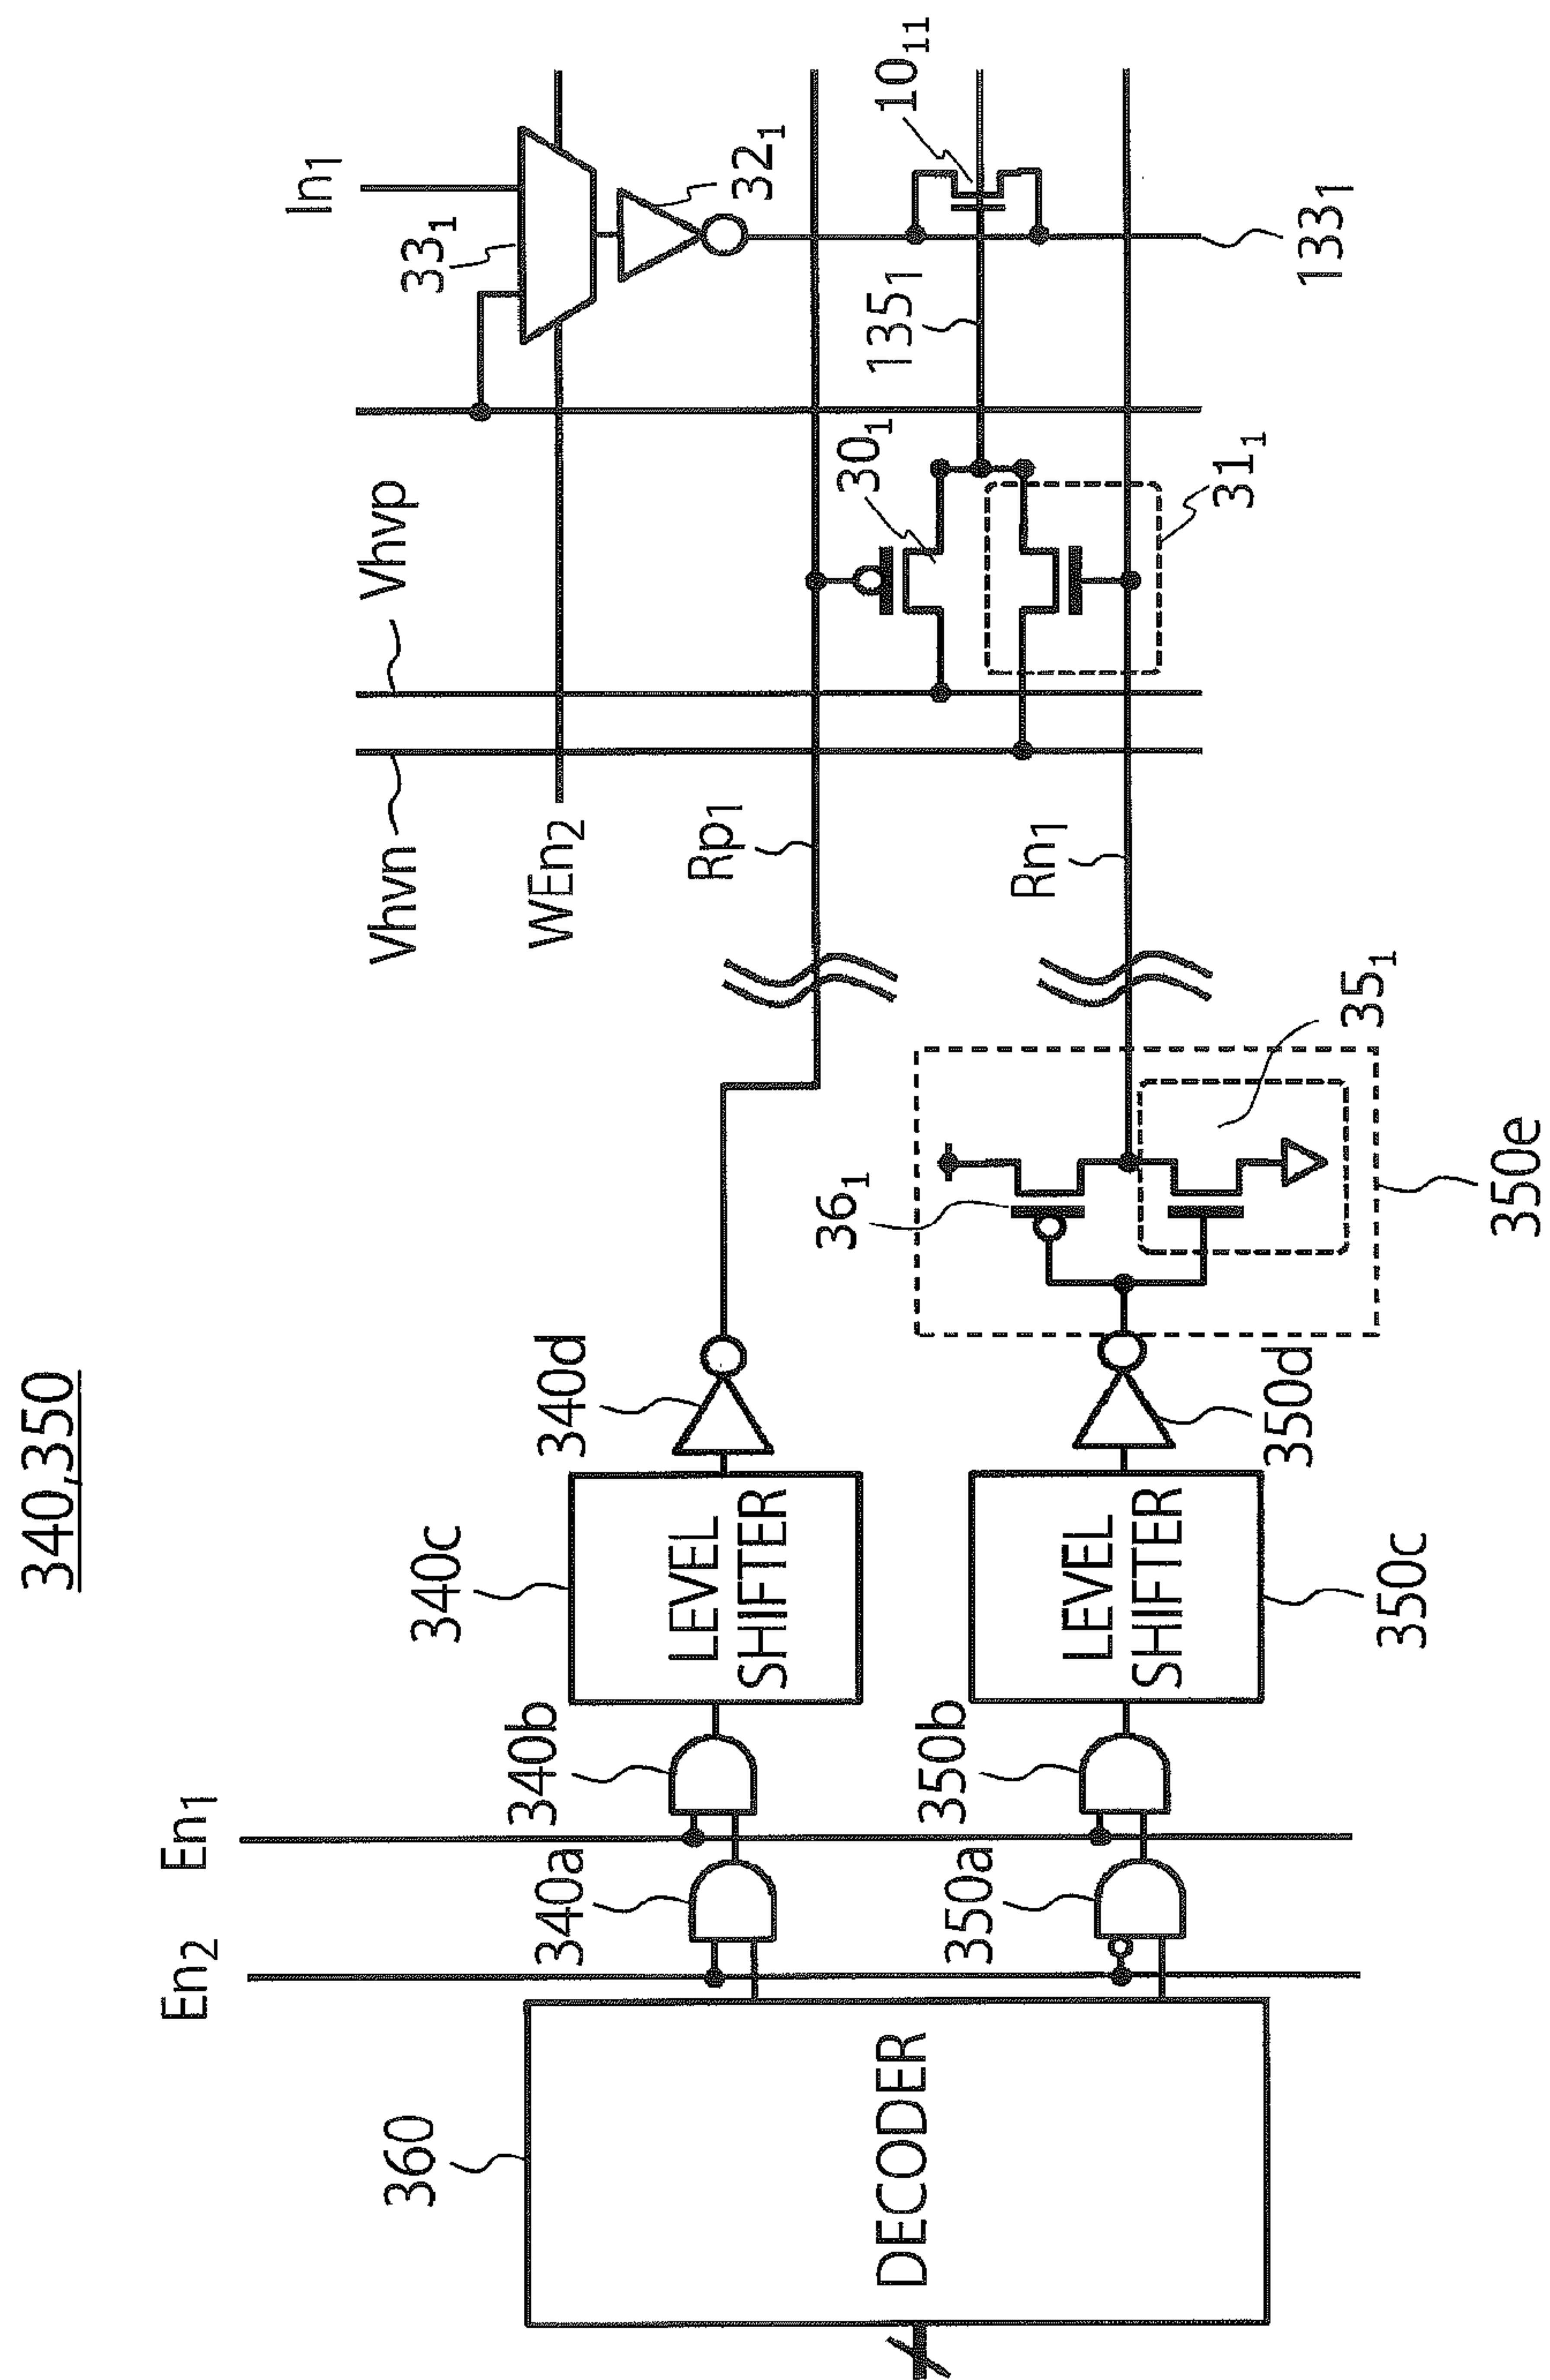 340,350
360
DECODER
En2
En1
340a
340b
340c
LEVEL
SHIFTER
340d
350a
350b
350c
LEVEL
SHIFTER
350d
350e
361
351
Rp1
Rn1
Vhvn
Vhvp
WEn2
In1
331
321
301
311
1351
1011
1331